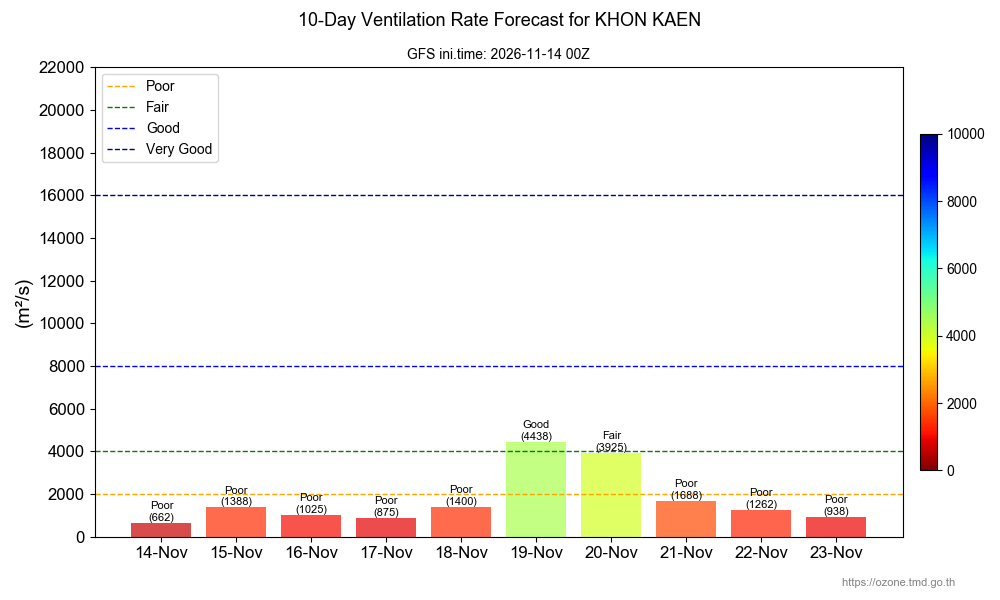 10-Day Ventilation Rate Forecast for KHON KAEN
GFS ini.time: 2026-11-14 00Z
(m²/s)
22000
20000
18000
16000
14000
12000
10000
8000
6000
4000
2000
0
Poor
Fair
Good
Very Good
Poor
(662)
Poor
(1388)
Poor
(1025)
Poor
(875)
Poor
(1400)
Good
(4438)
Fair
(3925)
Poor
(1688)
Poor
(1262)
Poor
(938)
14-Nov
15-Nov
16-Nov
17-Nov
18-Nov
19-Nov
20-Nov
21-Nov
22-Nov
23-Nov
10000
8000
6000
4000
2000
0
https://ozone.tmd.go.th